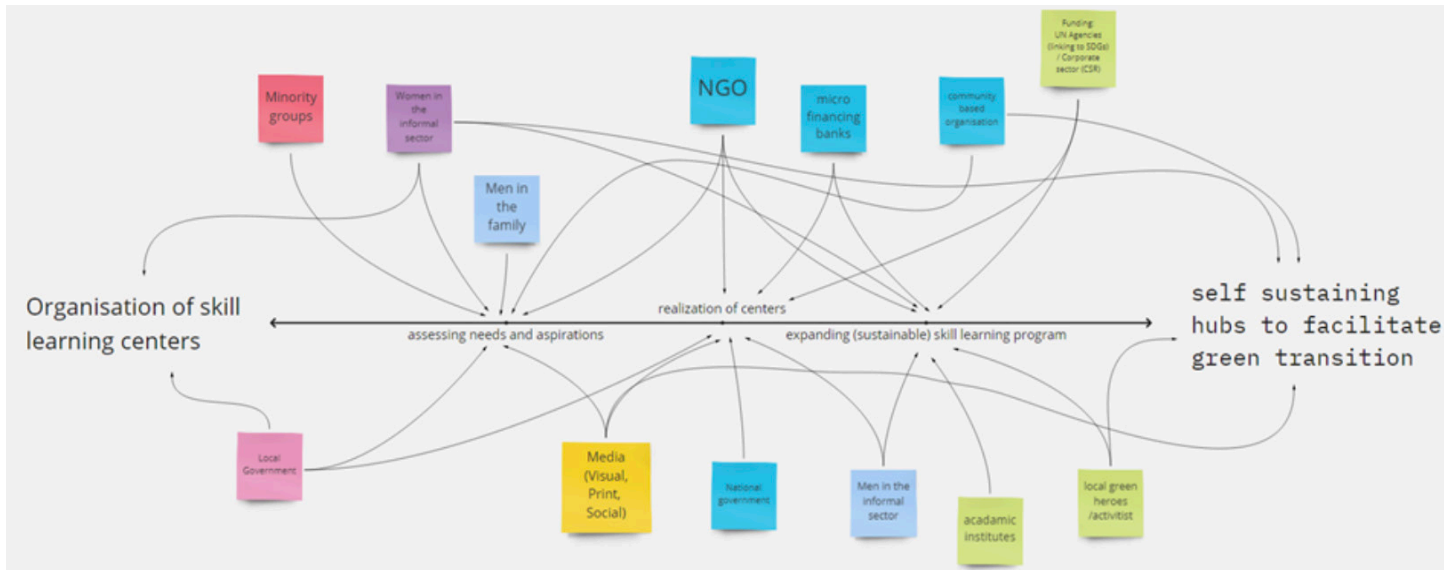 Funding:
UN Agencies
(linking to SDGs)
/ Corporate
sector (CSR)
Minority
groups
Women in
the
informal
sector
NGO
micro
financing
banks
community
based
organisation
Men in
the
family
Organisation of skill
learning centers
realization of centers
assessing needs and aspirations
expanding (sustainable) skill learning program
self sustaining
hubs to facilitate
green transition
Local
Government
Media
(Visual,
Print,
Social)
National
government
Men in the
informal
sector
acadamic
institutes
local green
heroes
/activitist